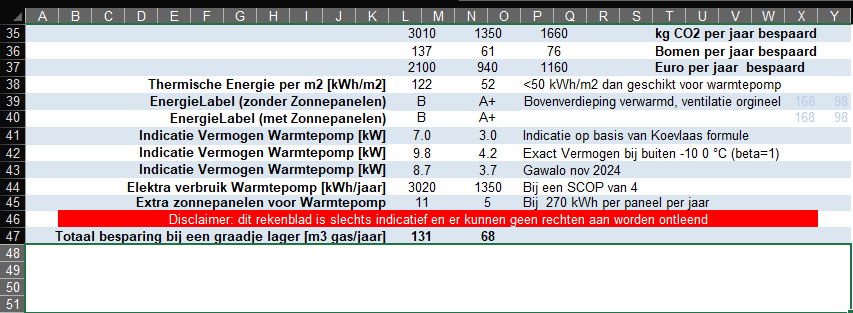 A B C D E F G H I J K L M N O P Q R S T U V W X Y
35 3010 1350 1660 kg CO2 per jaar bespaard
36 137 61 76 Bomen per jaar bespaard
37 2100 940 1160 Euro per jaar bespaard
38 Thermische Energie per m2 [kWh/m2] 122 52 <50 kWh/m2 dan geschikt voor warmtepomp
39 EnergieLabel (zonder Zonnepanelen) B A+ Bovenverdieping verwarmd, ventilatie orgineel 168 98
40 EnergieLabel (met Zonnepanelen) B A+ 168 98
41 Indicatie Vermogen Warmtepomp [kW] 7.0 3.0 Indicatie op basis van Koevlaas formule
42 Indicatie Vermogen Warmtepomp [kW] 9.8 4.2 Exact Vermogen bij buiten -10 0 °C (beta=1)
43 Indicatie Vermogen Warmtepomp [kW] 8.7 3.7 Gawalo nov 2024
44 Elektra verbruik Warmtepomp [kWh/jaar] 3020 1350 Bij een SCOP van 4
45 Extra zonnepanelen voor Warmtepomp 11 5 Bij 270 kWh per paneel per jaar
46 Disclaimer: dit rekenblad is slechts indicatief en er kunnen geen rechten aan worden ontleend
47 Totaal besparing bij een graadje lager [m3 gas/jaar] 131 68
48
49
50
51